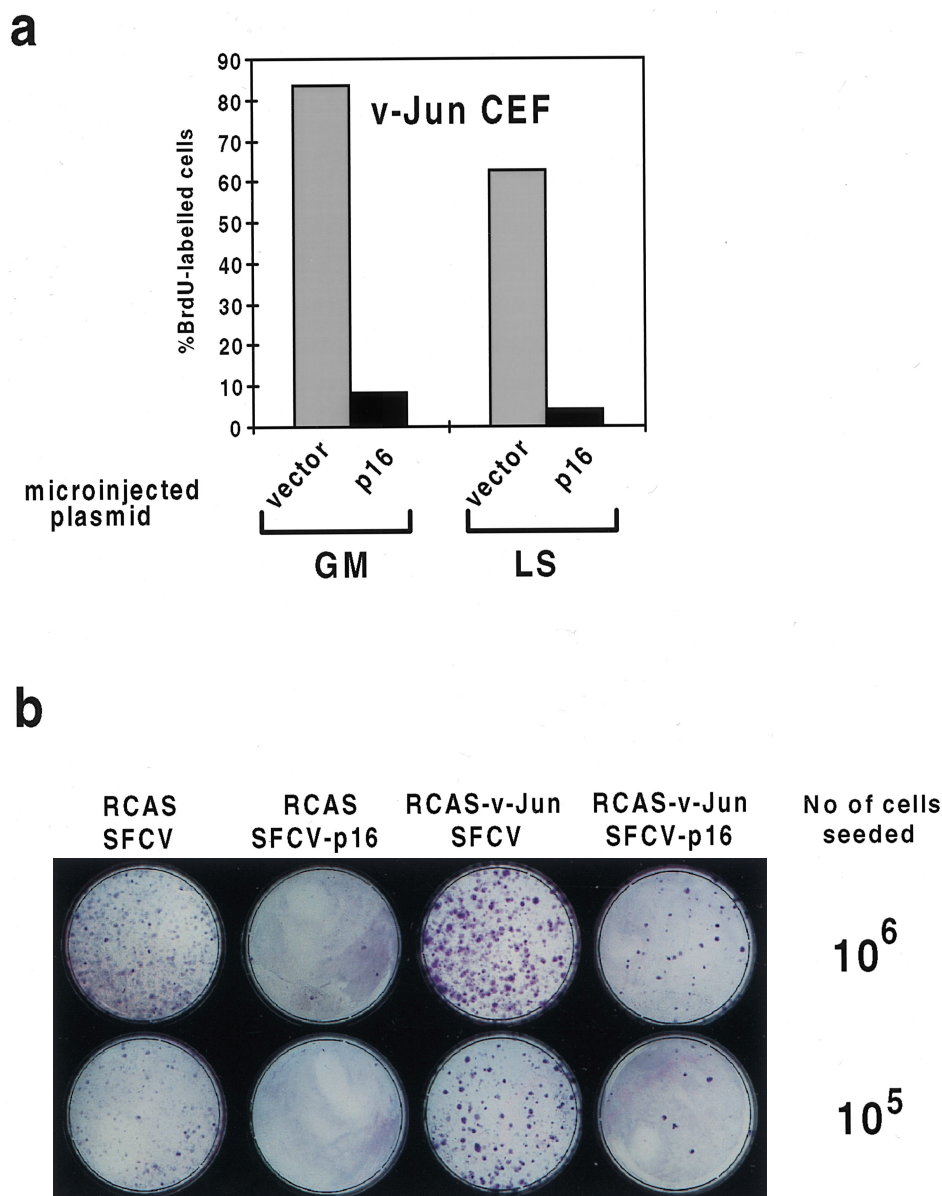 a
90
80
70
60
50
40
30
20
10
0
%BrdU-labelled cells
v-Jun CEF
microinjected
plasmid
vector
p16
vector
p16
GM
LS
b
RCAS
SFCV
RCAS
SFCV-p16
RCAS-v-Jun
SFCV
RCAS-v-Jun
SFCV-p16
No of cells
seeded
10^6
10^5